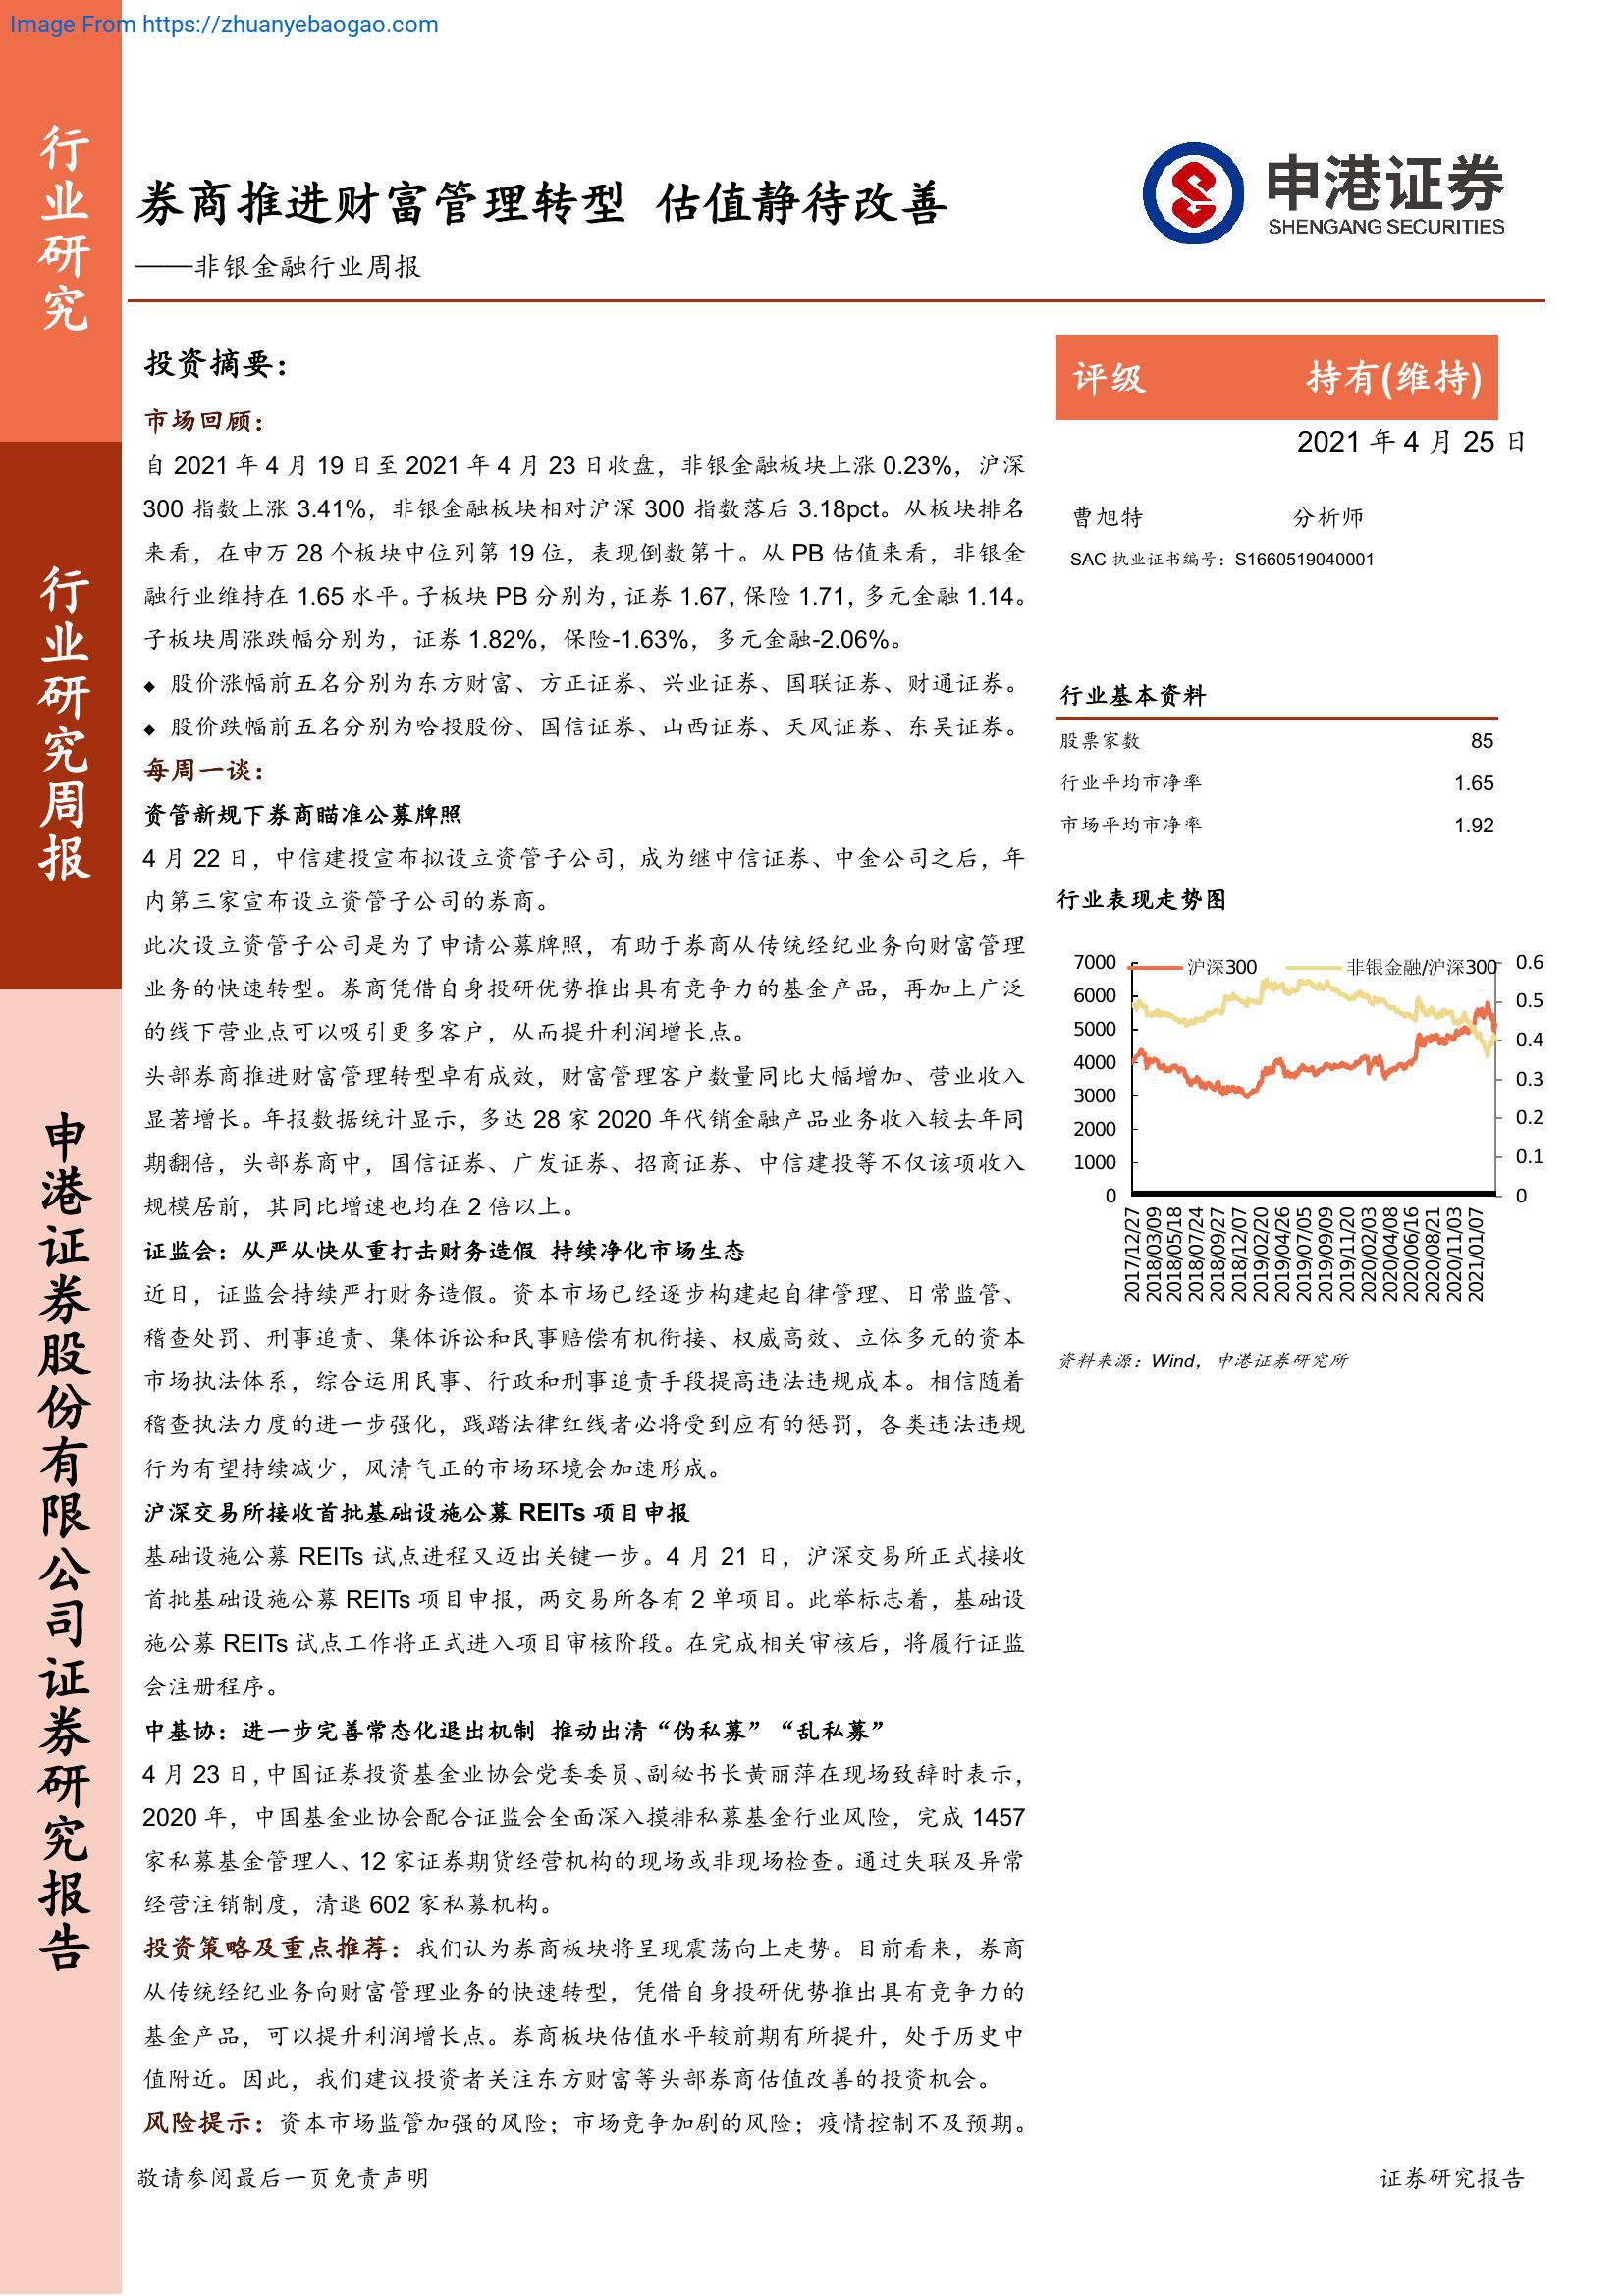 Image From https://zhuanyebaogao.com
行业研究
行业研究周报
申港证券股份有限公司证券研究报告
券商推进财富管理转型 估值静待改善
——非银金融行业周报
申港证券
SHENGANG SECURITIES
投资摘要：
市场回顾：
自 2021 年 4 月 19 日至 2021 年 4 月 23 日收盘，非银金融板块上涨 0.23%，沪深
300 指数上涨 3.41%，非银金融板块相对沪深 300 指数落后 3.18pct。从板块排名
来看，在申万 28 个板块中位列第 19 位，表现倒数第十。从 PB 估值来看，非银金
融行业维持在 1.65 水平。子板块 PB 分别为，证券 1.67，保险 1.71，多元金融 1.14。
子板块周涨跌幅分别为，证券 1.82%，保险-1.63%，多元金融-2.06%。
◆ 股价涨幅前五名分别为东方财富、方正证券、兴业证券、国联证券、财通证券。
◆ 股价跌幅前五名分别为哈投股份、国信证券、山西证券、天风证券、东吴证券。
每周一谈：
资管新规下券商瞄准公募牌照
4 月 22 日，中信建投宣布拟设立资管子公司，成为继中信证券、中金公司之后，年
内第三家宣布设立资管子公司的券商。
此次设立资管子公司是为了申请公募牌照，有助于券商从传统经纪业务向财富管理
业务的快速转型。券商凭借自身投研优势推出具有竞争力的基金产品，再加上广泛
的线下营业点可以吸引更多客户，从而提升利润增长点。
头部券商推进财富管理转型卓有成效，财富管理客户数量同比大幅增加、营业收入
显著增长。年报数据统计显示，多达 28 家 2020 年代销金融产品业务收入较去年同
期翻倍，头部券商中，国信证券、广发证券、招商证券、中信建投等不仅该项收入
规模居前，其同比增速也均在 2 倍以上。
证监会：从严从快从重打击财务造假 持续净化市场生态
近日，证监会持续严打财务造假。资本市场已经逐步构建起自律管理、日常监管、
稽查处罚、刑事追责、集体诉讼和民事赔偿有机衔接、权威高效、立体多元的资本
市场执法体系，综合运用民事、行政和刑事追责手段提高违法违规成本。相信随着
稽查执法力度的进一步强化，践踏法律红线者必将受到应有的惩罚，各类违法违规
行为有望持续减少，风清气正的市场环境会加速形成。
沪深交易所接收首批基础设施公募 REITs 项目申报
基础设施公募 REITs 试点进程又迈出关键一步。4 月 21 日，沪深交易所正式接收
首批基础设施公募 REITs 项目申报，两交易所各有 2 单项目。此举标志着，基础设
施公募 REITs 试点工作将正式进入项目审核阶段。在完成相关审核后，将履行证监
会注册程序。
中基协：进一步完善常态化退出机制 推动出清“伪私募”“乱私募”
4 月 23 日，中国证券投资基金业协会党委委员、副秘书长黄丽萍在现场致辞时表示，
2020 年，中国基金业协会配合证监会全面深入摸排私募基金行业风险，完成 1457
家私募基金管理人、12 家证券期货经营机构的现场或非现场检查。通过失联及异常
经营注销制度，清退 602 家私募机构。
投资策略及重点推荐：我们认为券商板块将呈现震荡向上走势。目前看来，券商
从传统经纪业务向财富管理业务的快速转型，凭借自身投研优势推出具有竞争力的
基金产品，可以提升利润增长点。券商板块估值水平较前期有所提升，处于历史中
值附近。因此，我们建议投资者关注东方财富等头部券商估值改善的投资机会。
风险提示：资本市场监管加强的风险；市场竞争加剧的风险；疫情控制不及预期。
评级 持有(维持)
2021 年 4 月 25 日
曹旭特 分析师
SAC 执业证书编号：S1660519040001
行业基本资料
股票家数 85
行业平均市净率 1.65
市场平均市净率 1.92
行业表现走势图
沪深300 非银金融/沪深300
7000
6000
5000
4000
3000
2000
1000
0
0.6
0.5
0.4
0.3
0.2
0.1
0
2017/12/27
2018/03/09
2018/05/18
2018/07/24
2018/09/27
2018/12/07
2019/02/20
2019/04/26
2019/07/05
2019/09/09
2019/11/20
2020/02/03
2020/04/08
2020/06/16
2020/08/21
2020/11/03
2021/01/07
资料来源：Wind，申港证券研究所
敬请参阅最后一页免责声明 证券研究报告